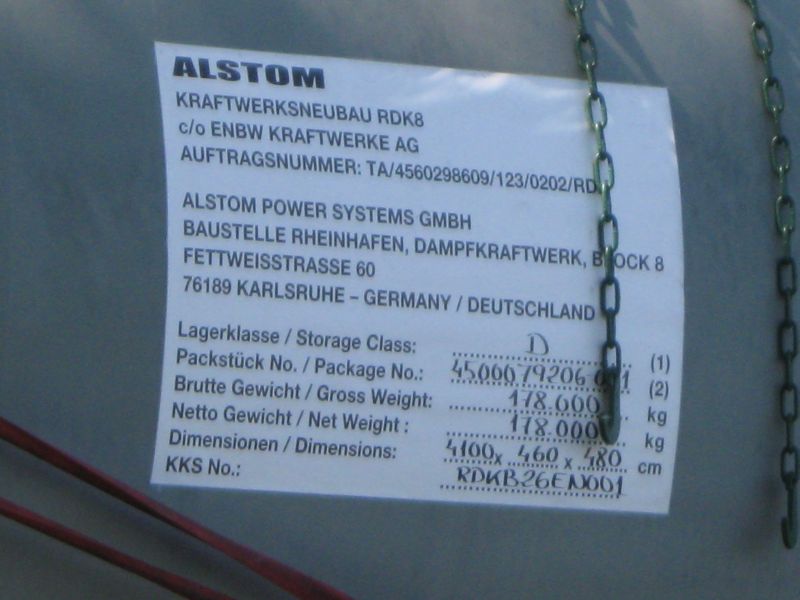 ALSTOM
KRAFTWERKSNEUBAU RDK8
c/o ENBW KRAFTWERKE AG
AUFTRAGSNUMMER: TA/4560298609/123/0202/RD
ALSTOM POWER SYSTEMS GMBH
BAUSTELLE RHEINHAFEN, DAMPFKRAFTWERK, BLOCK 8
FETTWEISSTRASSE 60
76189 KARLSRUHE – GERMANY / DEUTSCHLAND
Lagerklasse / Storage Class: D (1)
Packstück No. / Package No.: (2)
Brutte Gewicht / Gross Weight: 178.000 kg
Netto Gewicht / Net Weight : 178.000 kg
Dimensionen / Dimensions: 4100 x 460 x 480 cm
KKS No.: RDKB26EN001